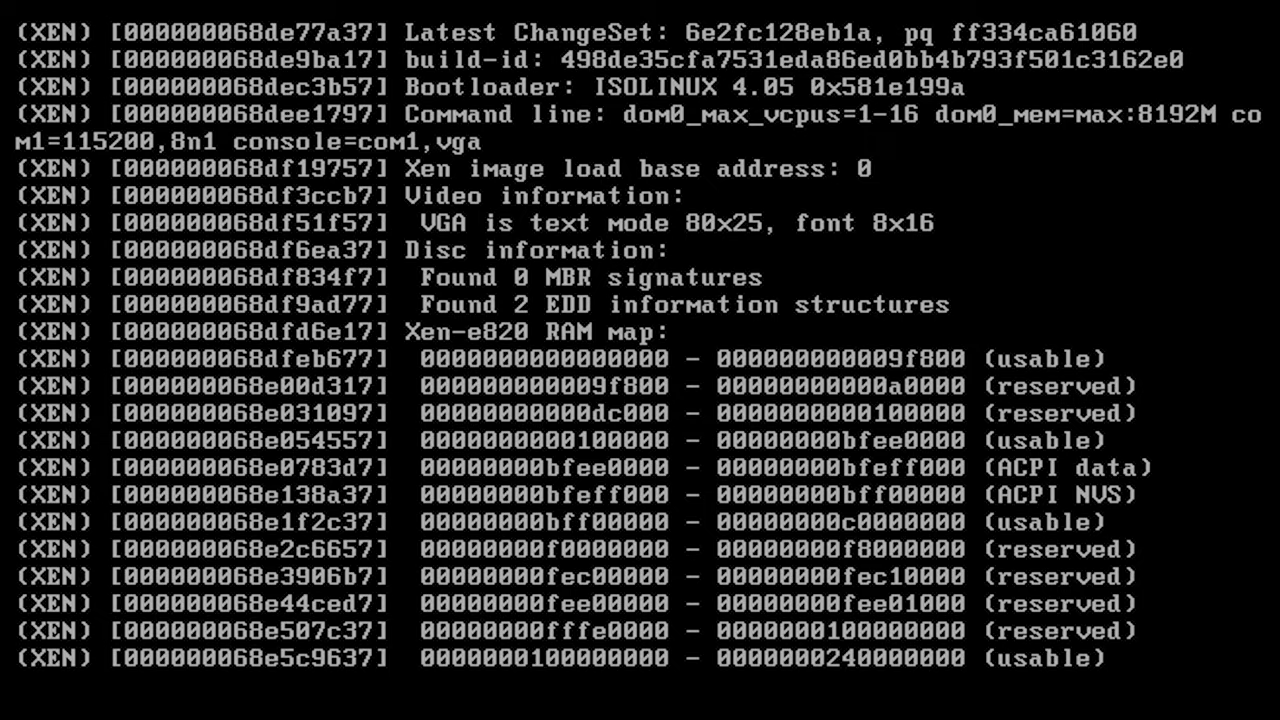 (XEN) [000000068de77a37] Latest ChangeSet: 6e2fc128eb1a, pq ff334ca61060
(XEN) [000000068de9ba17] build-id: 498de35cfa7531eda86ed0bb4b793f501c3162e0
(XEN) [000000068dec3b57] Bootloader: ISOLINUX 4.05 0x581e199a
(XEN) [000000068dee1797] Command line: dom0_max_vcpus=1-16 dom0_mem=max:8192M co
m1=115200,8n1 console=com1,vga
(XEN) [000000068df19757] Xen image load base address: 0
(XEN) [000000068df3ccb7] Video information:
(XEN) [000000068df51f57]  VGA is text mode 80x25, font 8x16
(XEN) [000000068df6ea37] Disc information:
(XEN) [000000068df834f7]  Found 0 MBR signatures
(XEN) [000000068df9ad77]  Found 2 EDD information structures
(XEN) [000000068dfd6e17] Xen-e820 RAM map:
(XEN) [000000068dfeb677]  0000000000000000 - 000000000009f800 (usable)
(XEN) [000000068e00d317]  000000000009f800 - 00000000000a0000 (reserved)
(XEN) [000000068e031097]  00000000000dc000 - 0000000000100000 (reserved)
(XEN) [000000068e054557]  0000000000100000 - 00000000bfee0000 (usable)
(XEN) [000000068e0783d7]  00000000bfee0000 - 00000000bfeff000 (ACPI data)
(XEN) [000000068e138a37]  00000000bfeff000 - 00000000bff00000 (ACPI NVS)
(XEN) [000000068e1f2c37]  00000000bff00000 - 00000000c0000000 (usable)
(XEN) [000000068e2c6657]  00000000f0000000 - 00000000f8000000 (reserved)
(XEN) [000000068e3906b7]  00000000fec00000 - 00000000fec10000 (reserved)
(XEN) [000000068e44ced7]  00000000fee00000 - 00000000fee01000 (reserved)
(XEN) [000000068e507c37]  00000000fffe0000 - 0000000100000000 (reserved)
(XEN) [000000068e5c9637]  0000000100000000 - 0000000240000000 (usable)